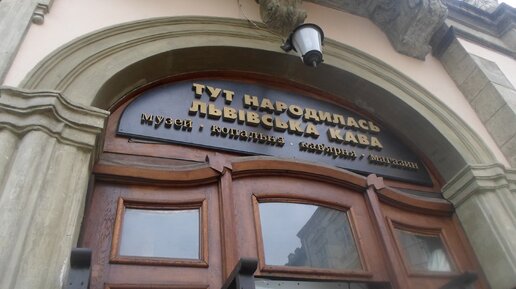 ТУТ НАРОДИЛАСЬ
ЛЬВІВСЬКА КАВА
музей · копальня · кав'ярня · магазин